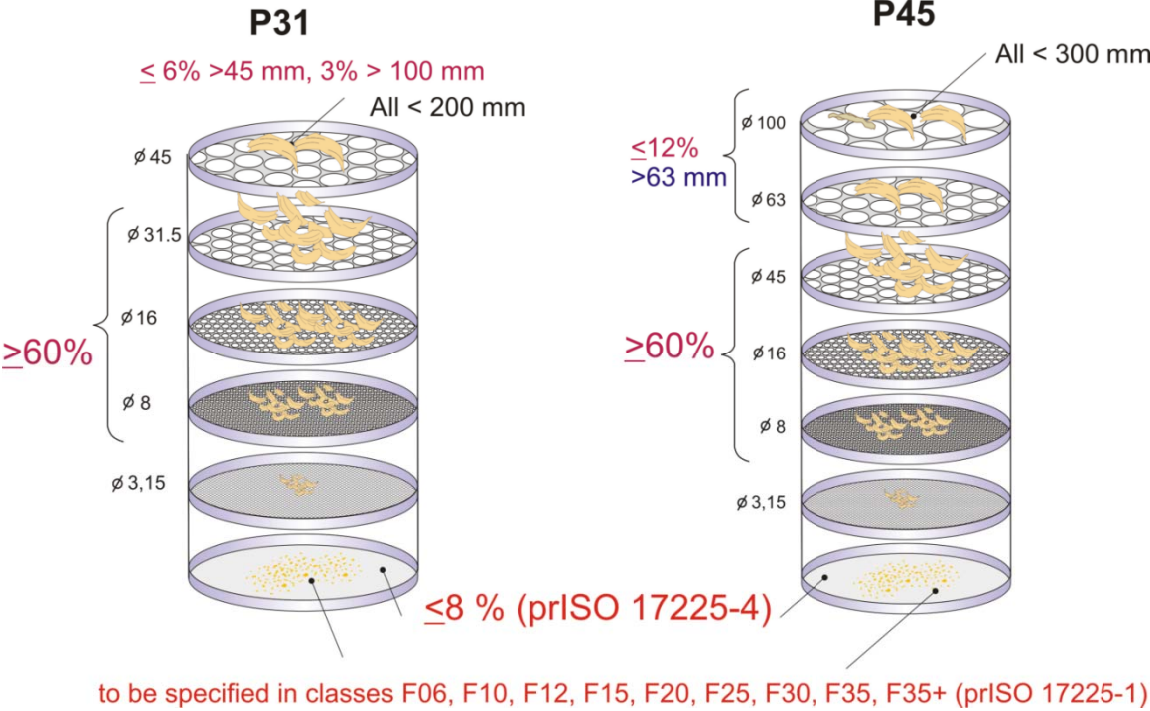 P31
≤ 6% >45 mm, 3% > 100 mm
All < 200 mm
ø 45
ø 31.5
ø 16
≥60%
ø 8
ø 3,15
P45
All < 300 mm
ø 100
≤12%
>63 mm
ø 63
ø 45
≥60%
ø 16
ø 8
ø 3,15
≤8 % (prISO 17225-4)
to be specified in classes F06, F10, F12, F15, F20, F25, F30, F35, F35+ (prISO 17225-1)